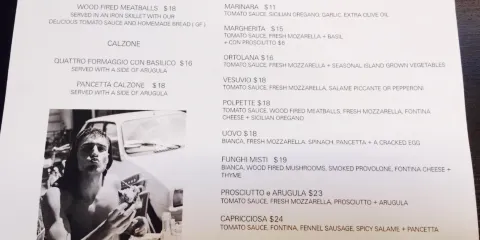 WOOD FIRED MEATBALLS $18
SERVED IN AN IRON SKILLET WITH OUR
DELICIOUS TOMATO SAUCE AND HOMEMADE BREAD ( GF )
CALZONE
QUATTRO FORMAGGIO CON BASILICO $16
SERVED WITH A SIDE OF ARUGULA
PANCETTA CALZONE $18
SERVED WITH A SIDE OF ARUGULA
MARINARA $11
TOMATO SAUCE, SICILIAN OREGANO, GARLIC, EXTRA OLIVE OIL
MARGHERITA $15
TOMATO SAUCE, FRESH MOZZARELLA + BASIL
+ CON PROSCIUTTO $6
ORTOLANA $16
TOMATO SAUCE, FRESH MOZZARELLA + SEASONAL ISLAND GROWN VEGETABLES
VESUVIO $18
TOMATO SAUCE, FRESH MOZZARELLA, SALAME PICCANTE OR PEPPERONI
POLPETTE $18
TOMATO SAUCE, WOOD FIRED MEATBALLS, FRESH MOZZARELLA, FONTINA
CHEESE + SICILIAN OREGANO
UOVO $18
BIANCA, FRESH MOZZARELLA, SPINACH, PANCETTA + A CRACKED EGG
FUNGHI MISTI $19
BIANCA, WOOD FIRED MUSHROOMS, SMOKED PROVOLONE, FONTINA CHEESE +
THYME
PROSCIUTTO e ARUGULA $23
TOMATO SAUCE, FRESH MOZZARELLA, PROSCIUTTO + ARUGULA
CAPRICCIOSA $24
TOMATO SAUCE, FONTINA, FENNEL SAUSAGE, SPICY SALAME + PANCETTA